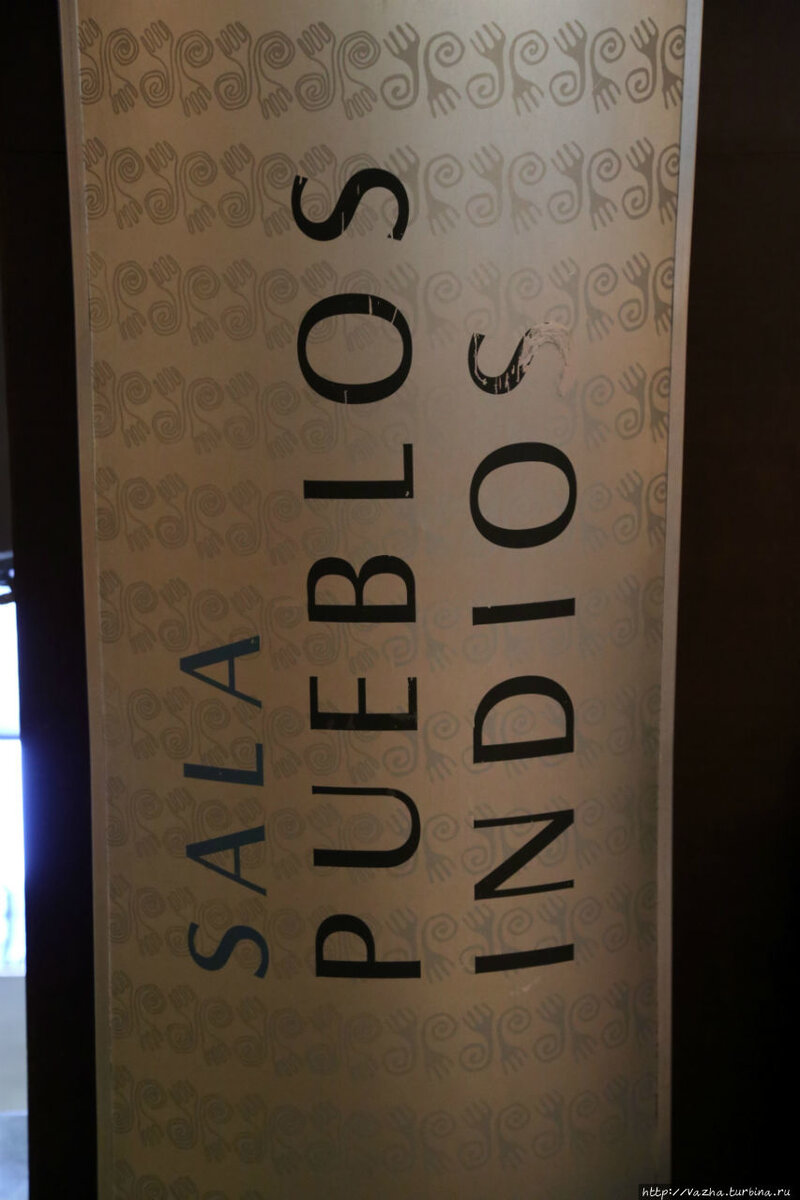 SALA
PUEBLOS
INDIOS
http://vazha.turbina.ru/